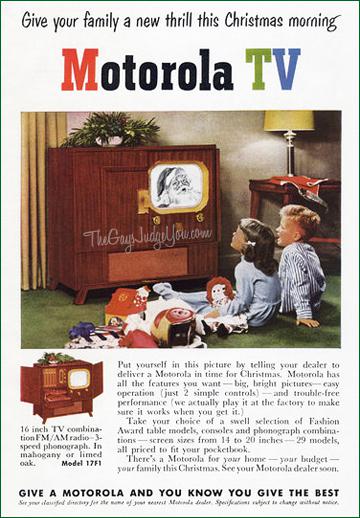 Give your family a new thrill this Christmas morning
Motorola TV
TheGaysJudgeYou.com
16 inch TV combina-
tion FM/AM radio—3-
speed phonograph. In
mahogany or limed
oak. Model 17F1
Put yourself in this picture by telling your dealer to
deliver a Motorola in time for Christmas. Motorola has
all the features you want—big, bright pictures—easy
operation (just 2 simple controls)—and trouble-free
performance (we actually play it at the factory to make
sure it works when you get it.)
Take your choice of a swell selection of Fashion
Award table models, consoles and phonograph combina-
tions—screen sizes from 14 to 20 inches—29 models,
all priced to fit your pocketbook.
There's a Motorola for your home—your budget—
your family this Christmas. See your Motorola dealer soon.
GIVE A MOTOROLA AND YOU KNOW YOU GIVE THE BEST
See your classified directory for the name of your nearest Motorola dealer. Specifications subject to change without notice.